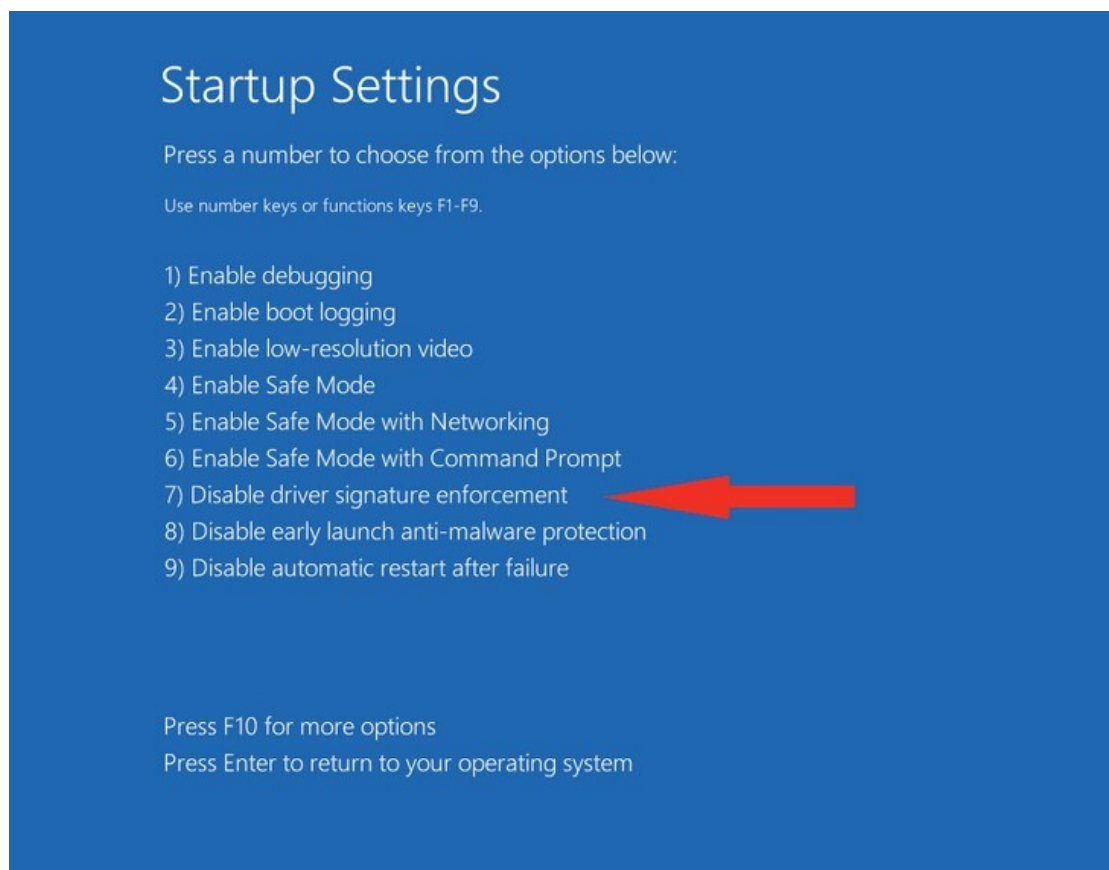 Startup Settings
Press a number to choose from the options below:
Use number keys or functions keys F1-F9.
1) Enable debugging
2) Enable boot logging
3) Enable low-resolution video
4) Enable Safe Mode
5) Enable Safe Mode with Networking
6) Enable Safe Mode with Command Prompt
7) Disable driver signature enforcement
8) Disable early launch anti-malware protection
9) Disable automatic restart after failure
Press F10 for more options
Press Enter to return to your operating system